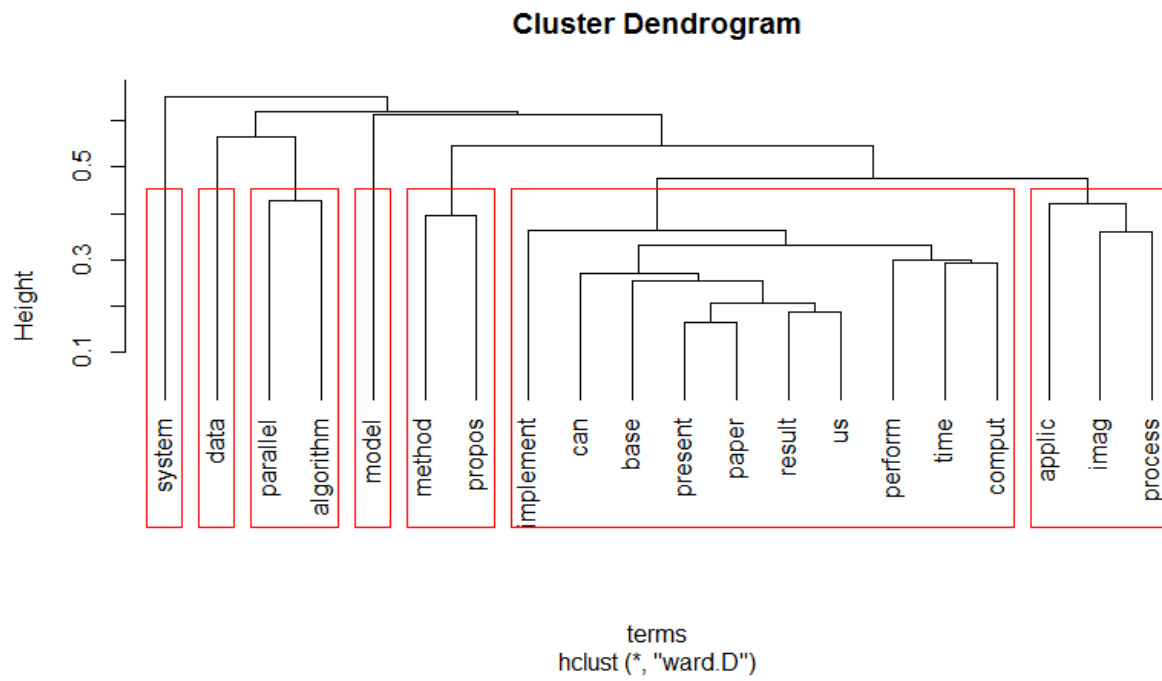 Cluster Dendrogram
Height
0.1
0.3
0.5
system
data
parallel
algorithm
model
method
propos
implement
can
base
present
paper
result
us
perform
time
comput
applic
imag
process
terms
hclust (*, "ward.D")